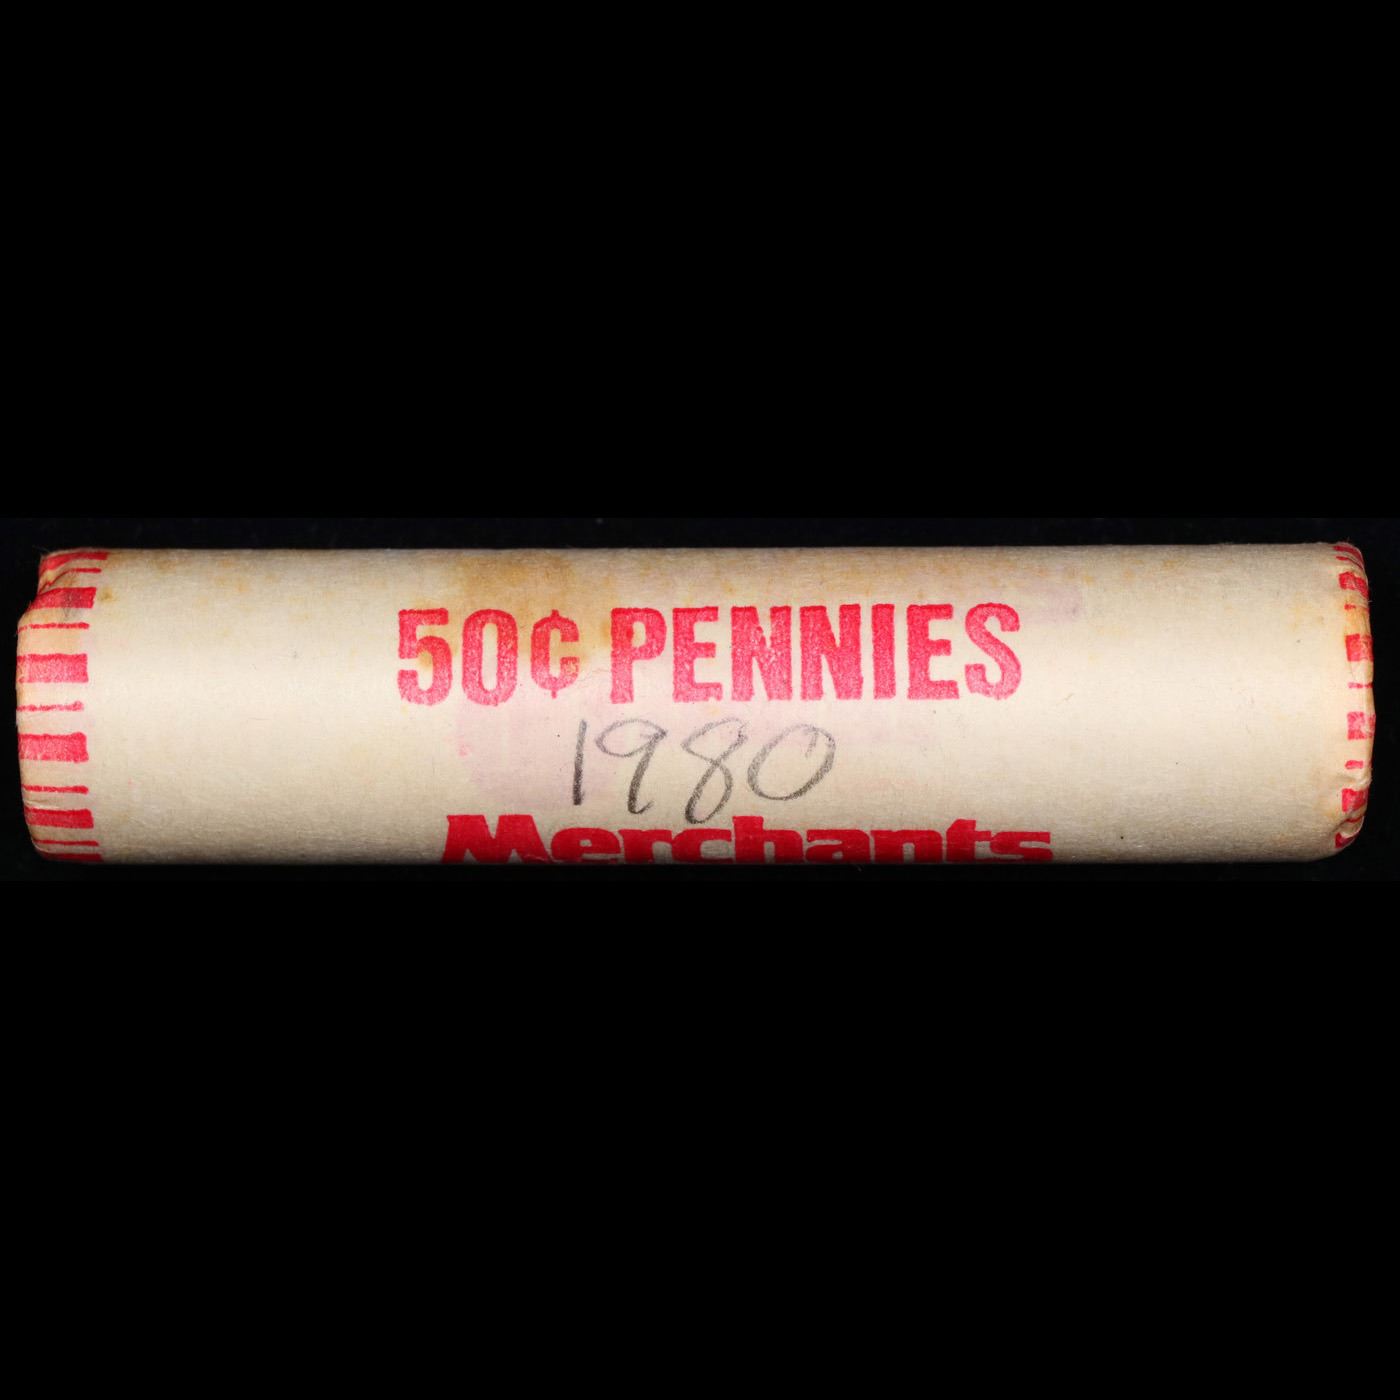 50¢ PENNIES
1980
Merchants